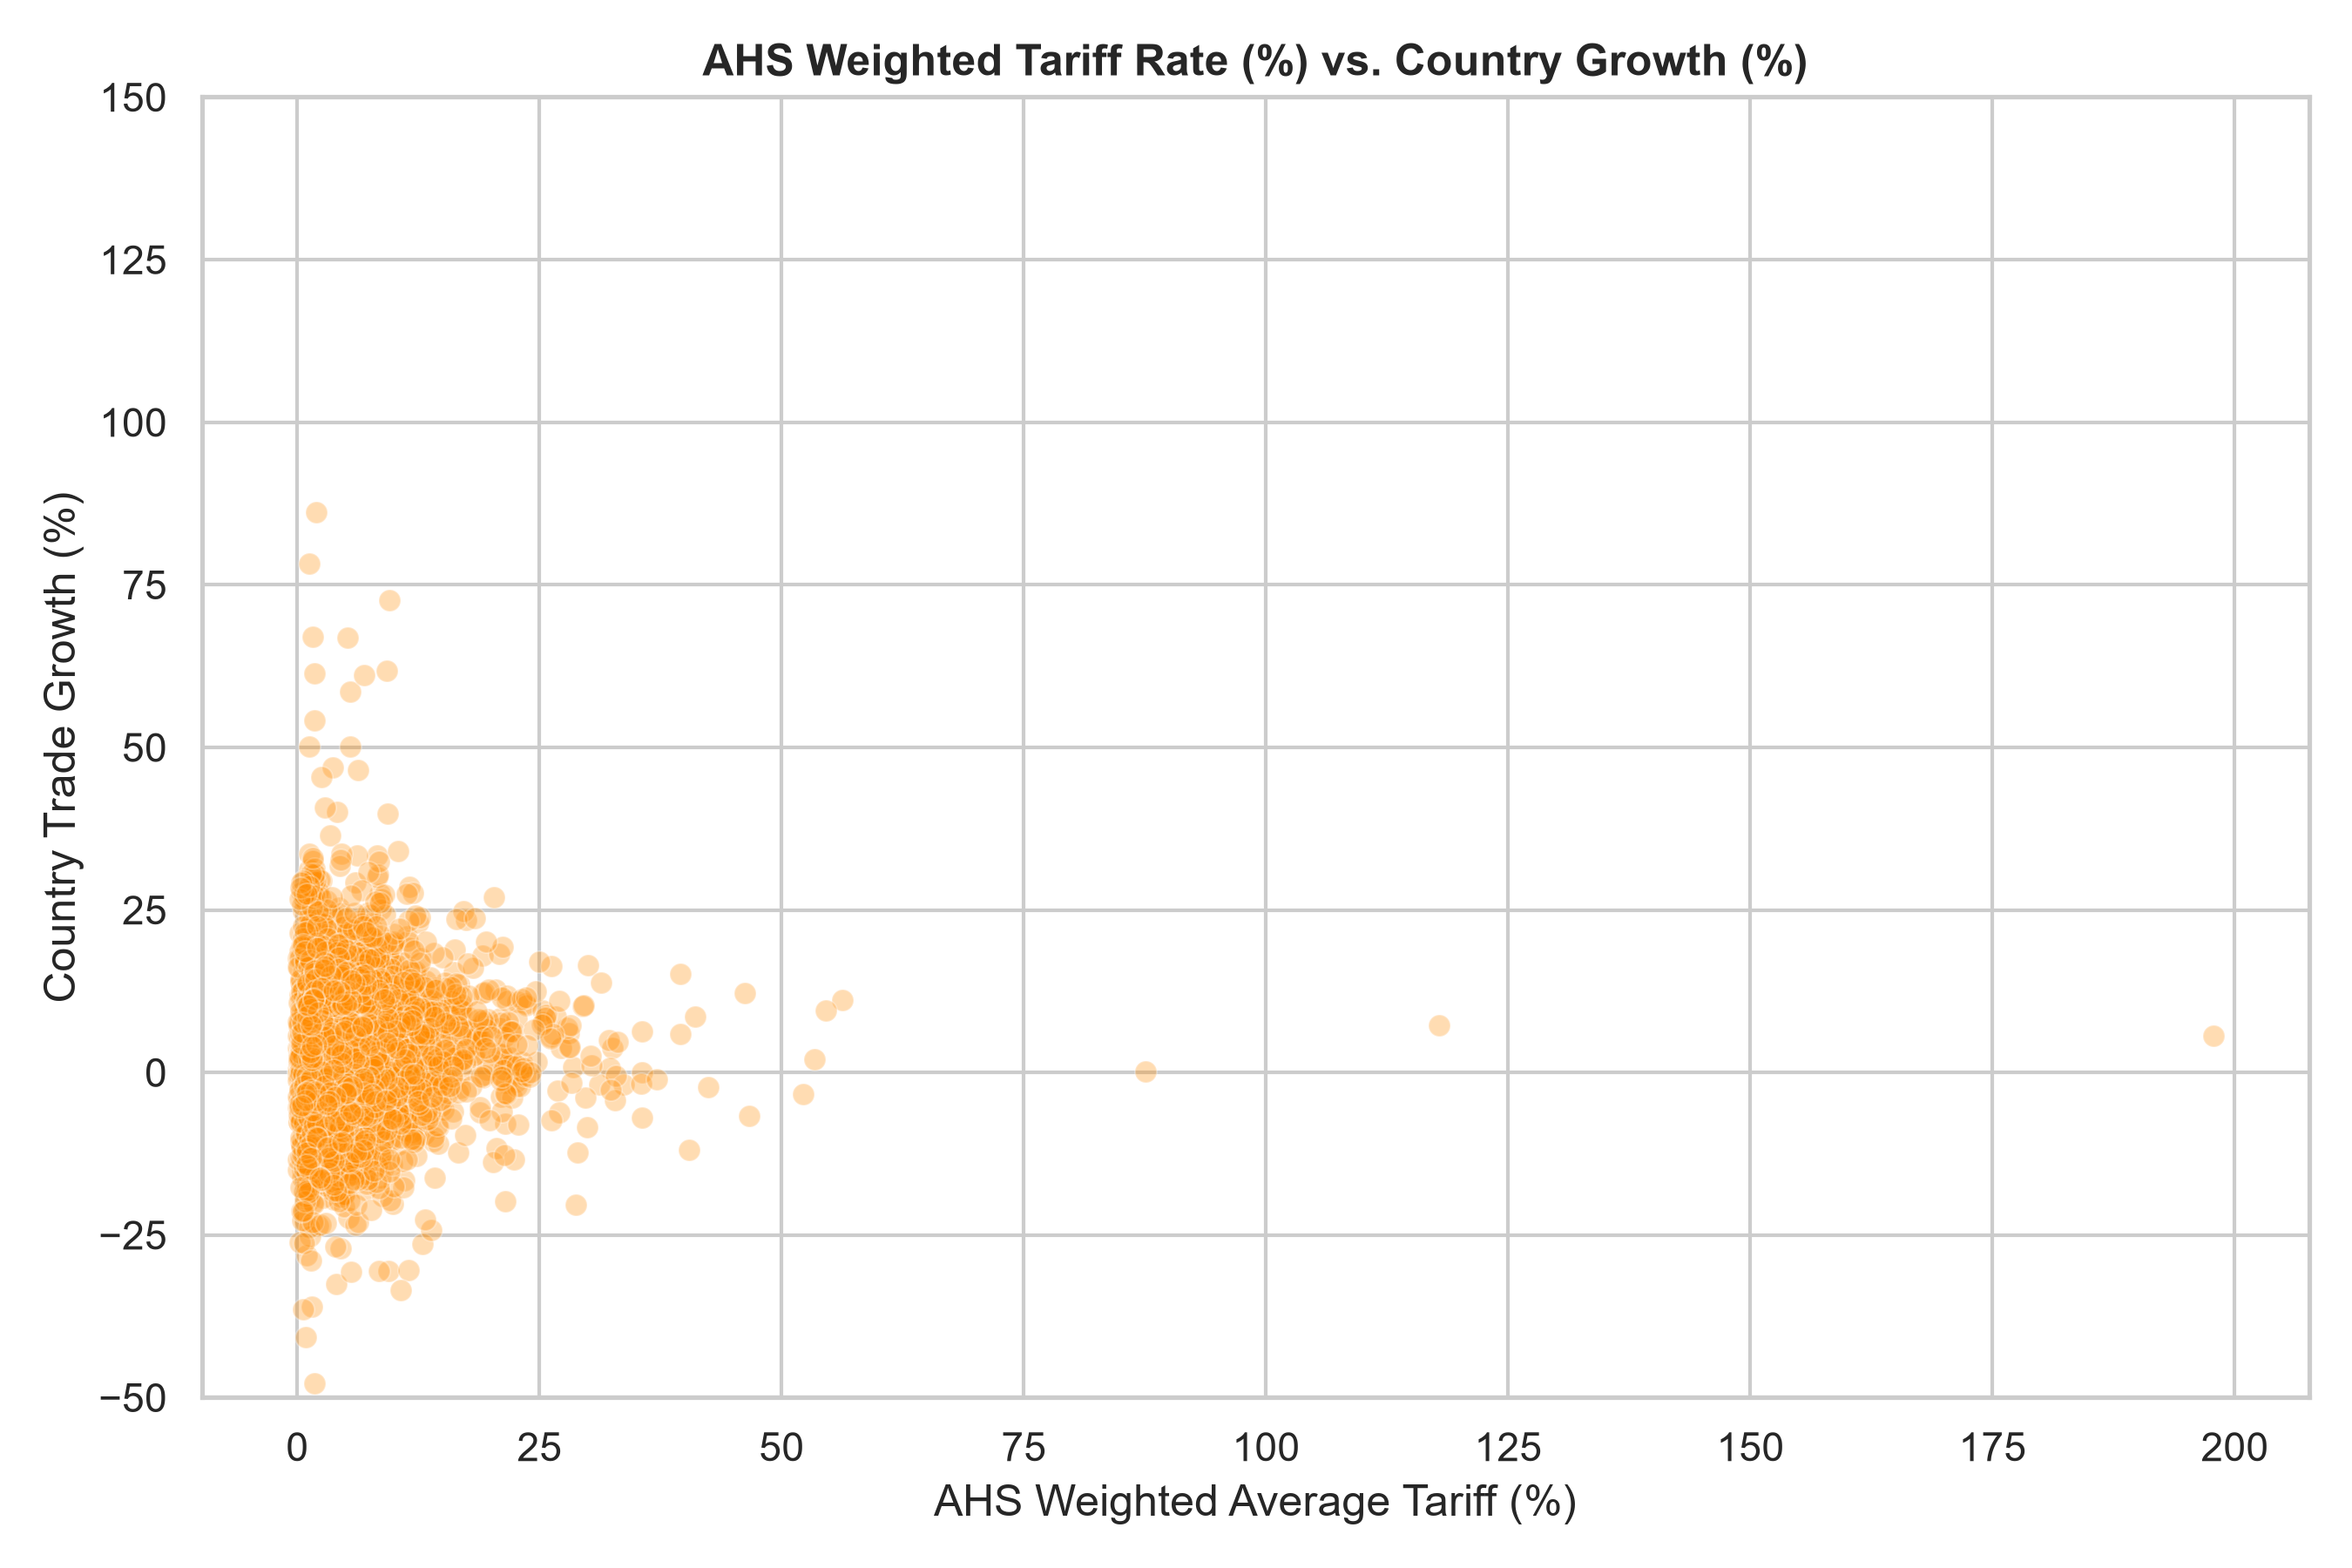 AHS Weighted Tariff Rate (%) vs. Country Growth (%)
150
125
100
75
50
25
0
−25
−50
Country Trade Growth (%)
0 25 50 75 100 125 150 175 200
AHS Weighted Average Tariff (%)